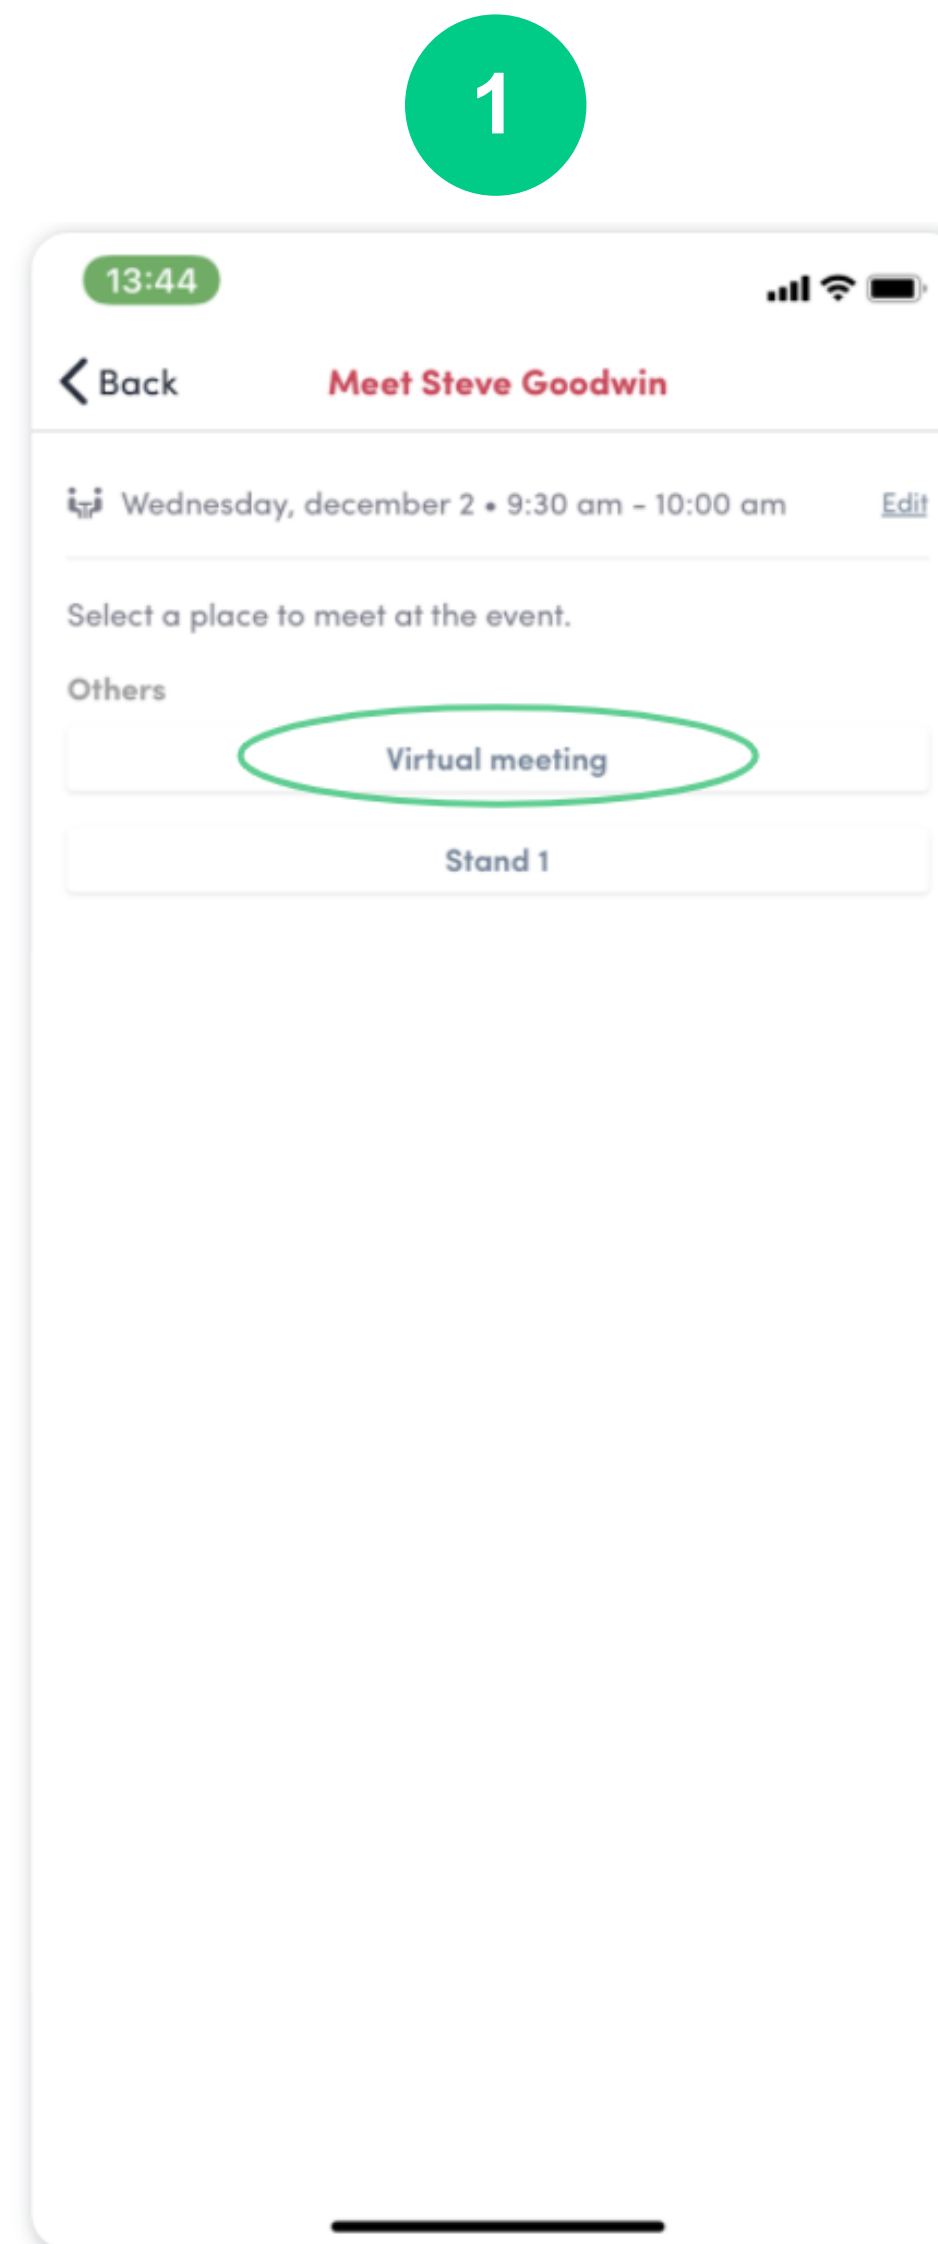 1
13:44
Back Meet Steve Goodwin
Wednesday, december 2 • 9:30 am - 10:00 am Edit
Select a place to meet at the event.
Others
Virtual meeting
Stand 1